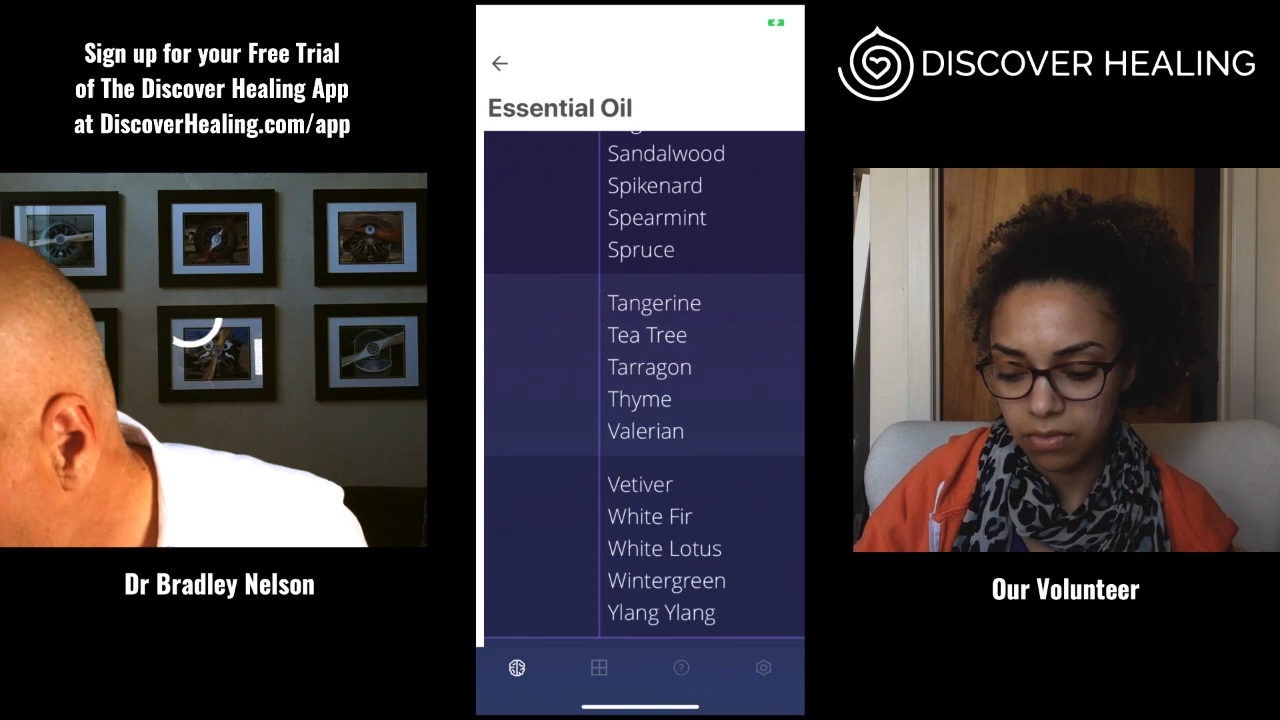 Sign up for your Free Trial
of The Discover Healing App
at DiscoverHealing.com/app
Dr Bradley Nelson
Essential Oil
Sandalwood
Spikenard
Spearmint
Spruce
Tangerine
Tea Tree
Tarragon
Thyme
Valerian
Vetiver
White Fir
White Lotus
Wintergreen
Ylang Ylang
DISCOVER HEALING
Our Volunteer